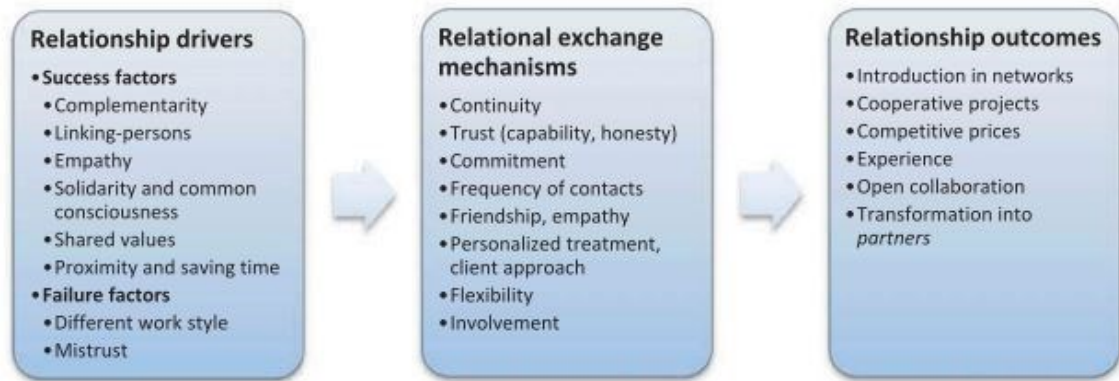 Relationship drivers
•Success factors
•Complementarity
•Linking-persons
•Empathy
•Solidarity and common
consciousness
•Shared values
•Proximity and saving time
•Failure factors
•Different work style
•Mistrust
Relational exchange
mechanisms
•Continuity
•Trust (capability, honesty)
•Commitment
•Frequency of contacts
•Friendship, empathy
•Personalized treatment,
client approach
•Flexibility
•Involvement
Relationship outcomes
•Introduction in networks
•Cooperative projects
•Competitive prices
•Experience
•Open collaboration
•Transformation into
partners